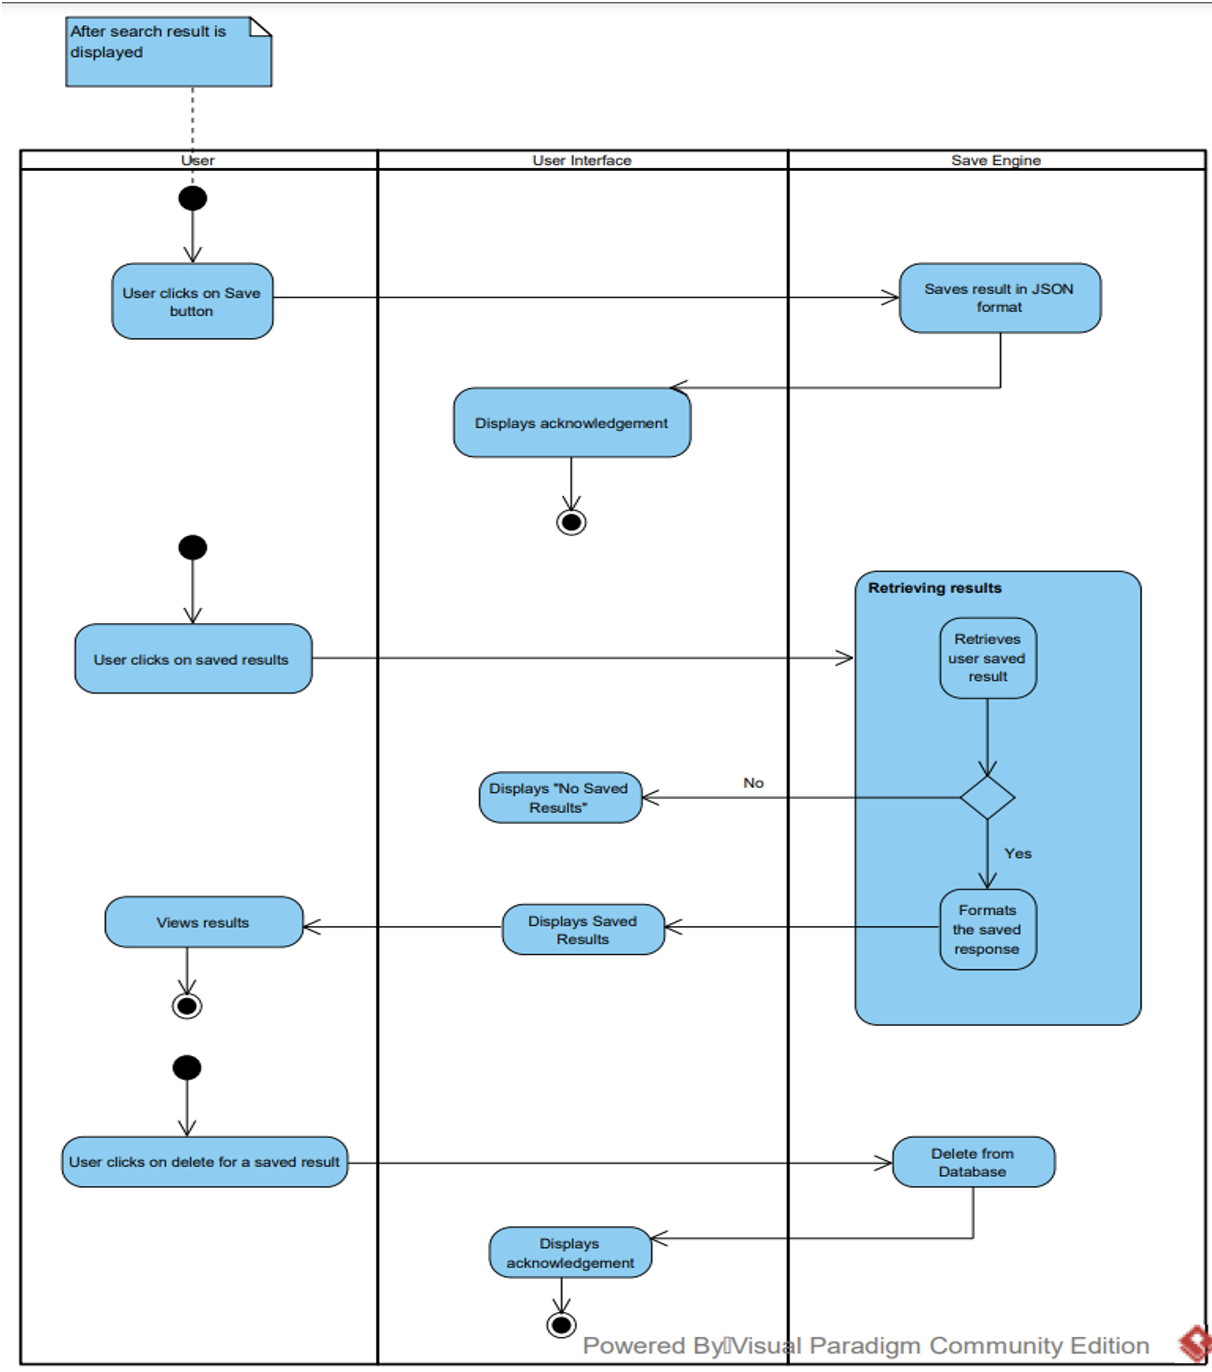 After search result is
displayed
User
User Interface
Save Engine
User clicks on Save
button
Saves result in JSON
format
Displays acknowledgement
Retrieving results
Retrieves
user saved
result
User clicks on saved results
Displays "No Saved
Results"
No
Yes
Views results
Displays Saved
Results
Formats
the saved
response
User clicks on delete for a saved result
Delete from
Database
Displays
acknowledgement
Powered By Visual Paradigm Community Edition